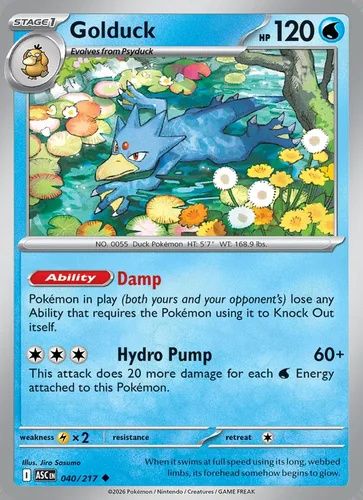 STAGE1
Golduck
HP 120
Evolves from Psyduck
NO. 0055 Duck Pokémon HT: 5'7" WT: 168.9 lbs.
Ability Damp
Pokémon in play (both yours and your opponent's) lose any
Ability that requires the Pokémon using it to Knock Out
itself.
Hydro Pump 60+
This attack does 20 more damage for each Energy
attached to this Pokémon.
weakness ×2 resistance retreat
Illus. Jiro Sasumo
I ASC EN 040/217
When it swims at full speed using its long, webbed
limbs, its forehead somehow begins to glow.
©2026 Pokémon / Nintendo / Creatures / GAME FREAK